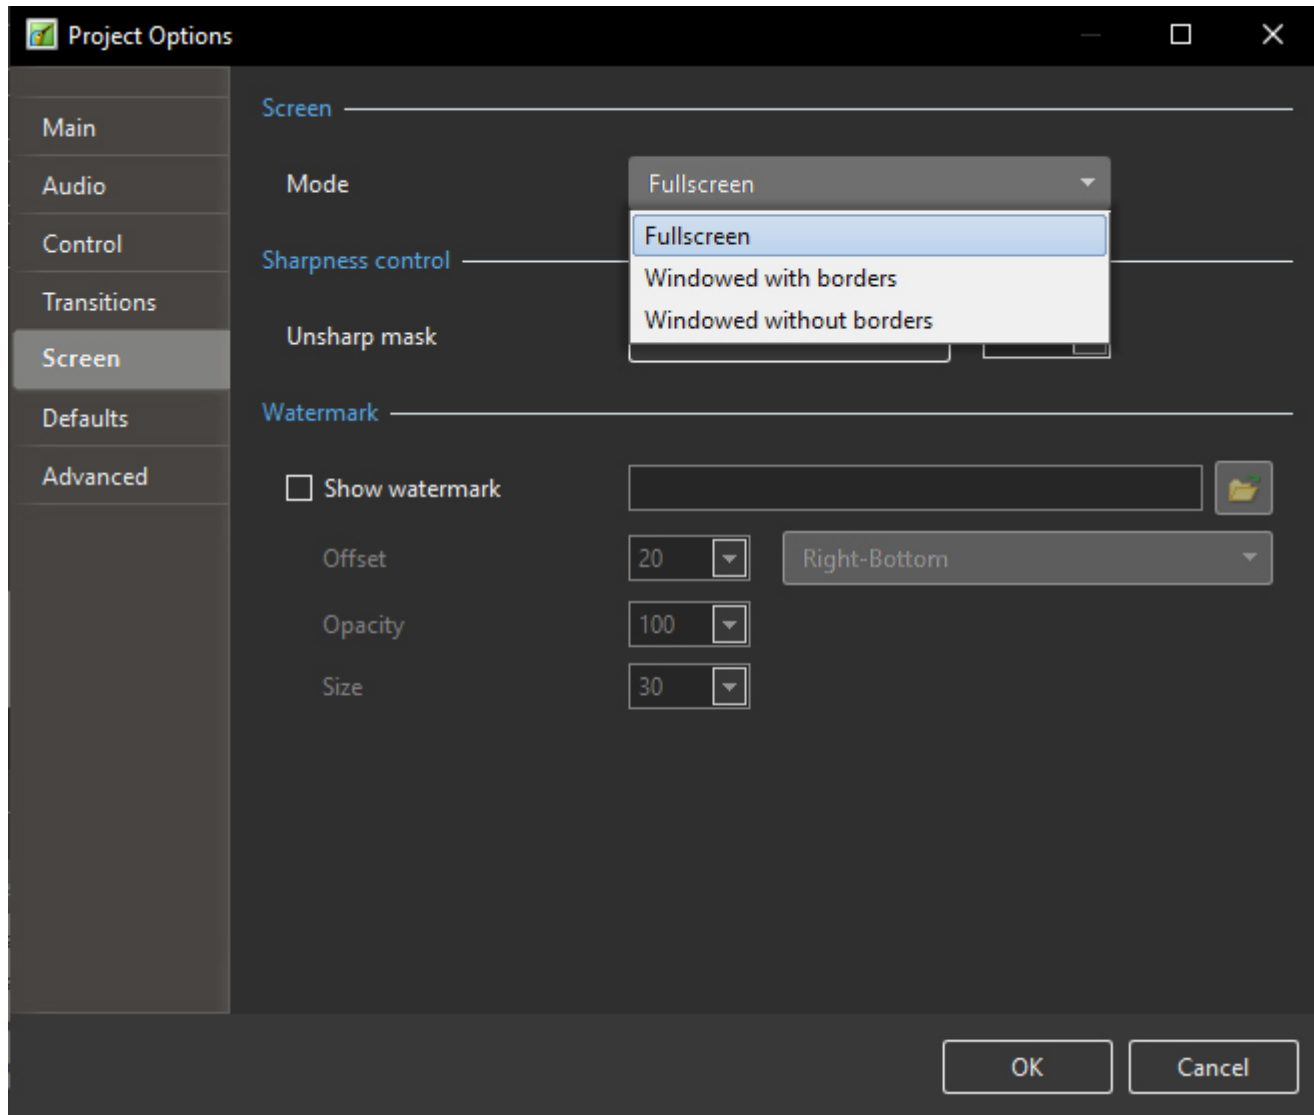 Project Options
Main
Audio
Control
Transitions
Screen
Defaults
Advanced
Screen
Mode
Fullscreen
Fullscreen
Windowed with borders
Windowed without borders
Sharpness control
Unsharp mask
Watermark
Show watermark
Offset
20
Right-Bottom
Opacity
100
Size
30
OK
Cancel